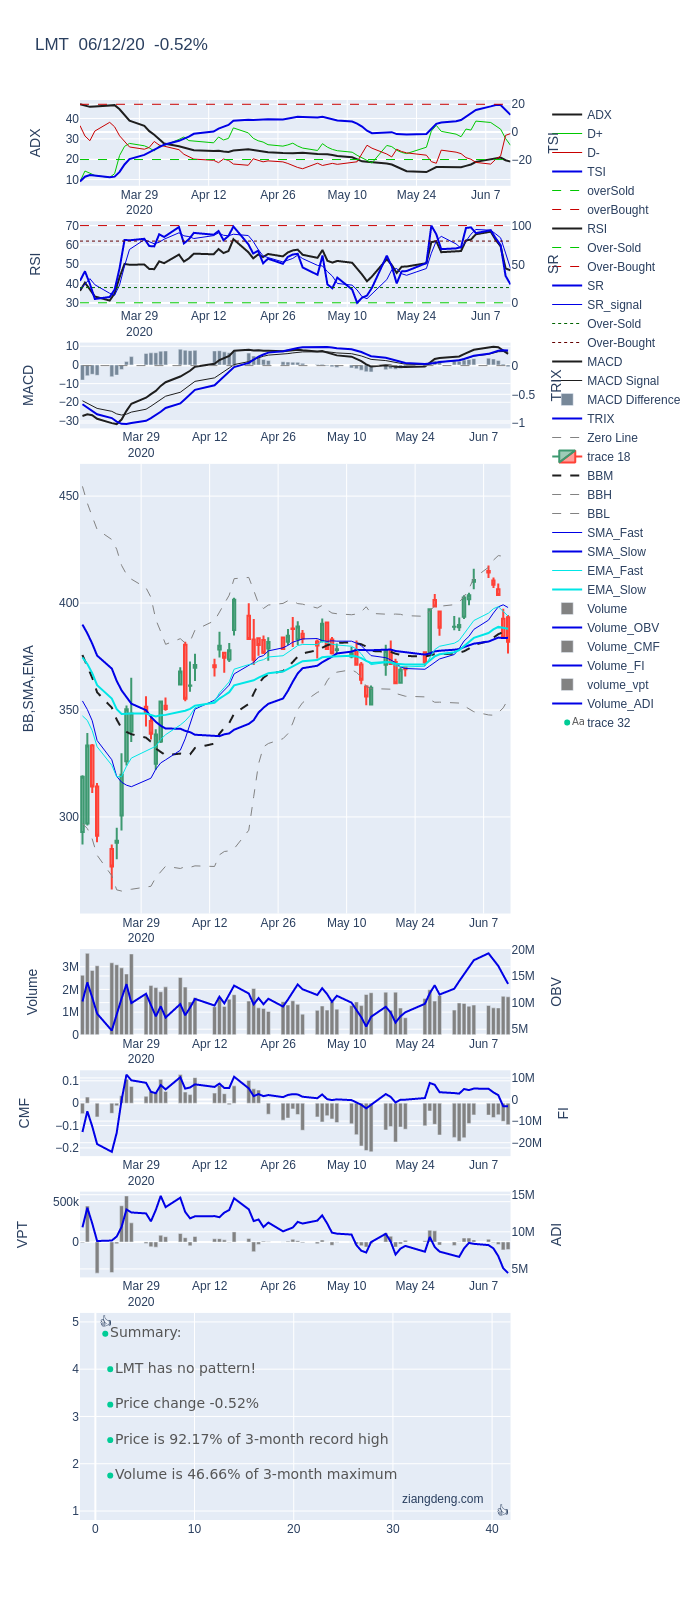 LMT  06/12/20  -0.52%
ADX
40
30
20
10
20
0
−20
TSI
Mar 29
2020
Apr 12
Apr 26
May 10
May 24
Jun 7
RSI
70
60
50
40
30
100
50
0
SR
Mar 29
2020
Apr 12
Apr 26
May 10
May 24
Jun 7
MACD
10
0
−10
−20
−30
0
−0.5
−1
TRIX
Mar 29
2020
Apr 12
Apr 26
May 10
May 24
Jun 7
BB,SMA,EMA
450
400
350
300
Mar 29
2020
Apr 12
Apr 26
May 10
May 24
Jun 7
Volume
3M
2M
1M
0
20M
15M
10M
5M
OBV
Mar 29
2020
Apr 12
Apr 26
May 10
May 24
Jun 7
CMF
0.1
0
−0.1
−0.2
10M
0
−10M
−20M
FI
Mar 29
2020
Apr 12
Apr 26
May 10
May 24
Jun 7
VPT
500k
0
15M
10M
5M
ADI
Mar 29
2020
Apr 12
Apr 26
May 10
May 24
Jun 7
5
4
3
2
1
Summary:
LMT has no pattern!
Price change -0.52%
Price is 92.17% of 3-month record high
Volume is 46.66% of 3-month maximum
ziangdeng.com
0
10
20
30
40
ADX
D+
D-
TSI
overSold
overBought
RSI
Over-Sold
Over-Bought
SR
SR_signal
Over-Sold
Over-Bought
MACD
MACD Signal
MACD Difference
TRIX
Zero Line
trace 18
BBM
BBH
BBL
SMA_Fast
SMA_Slow
EMA_Fast
EMA_Slow
Volume
Volume_OBV
Volume_CMF
Volume_FI
volume_vpt
Volume_ADI
Aa trace 32